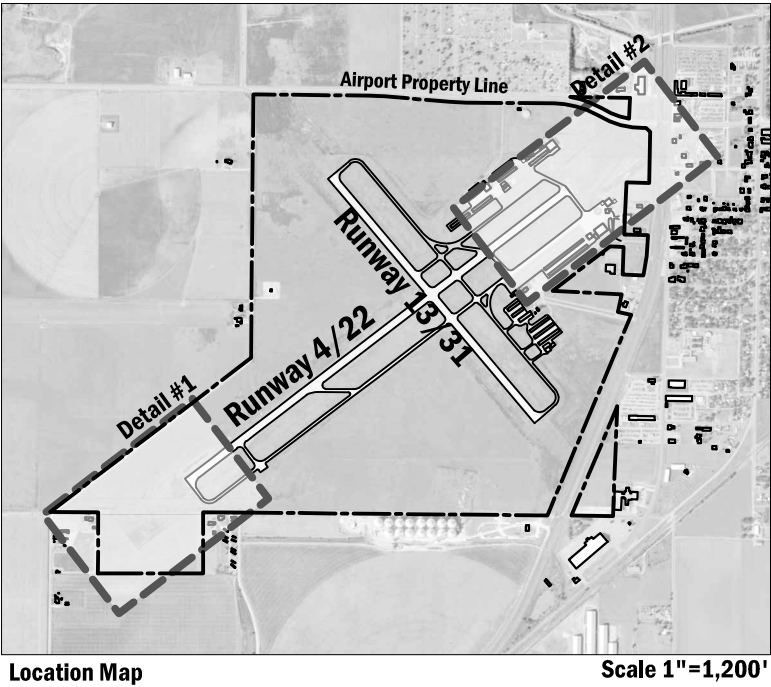 Detail #2
Airport Property Line
Runway 13/31
Runway 4/22
Detail #1
Location Map
Scale 1"=1,200'